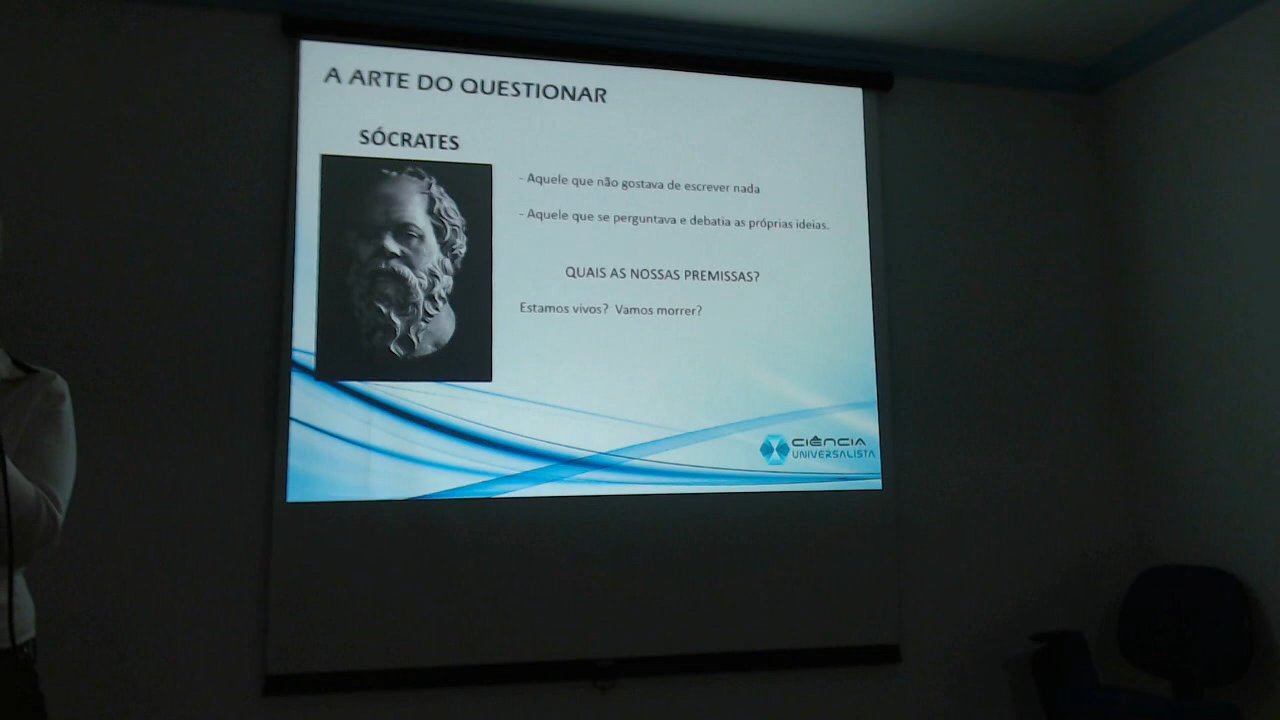 A ARTE DO QUESTIONAR
SÓCRATES
- Aquele que não gostava de escrever nada
- Aquele que se perguntava e debatia as próprias ideias.
QUAIS AS NOSSAS PREMISSAS?
Estamos vivos? Vamos morrer?
CIÊNCIA
UNIVERSALISTA